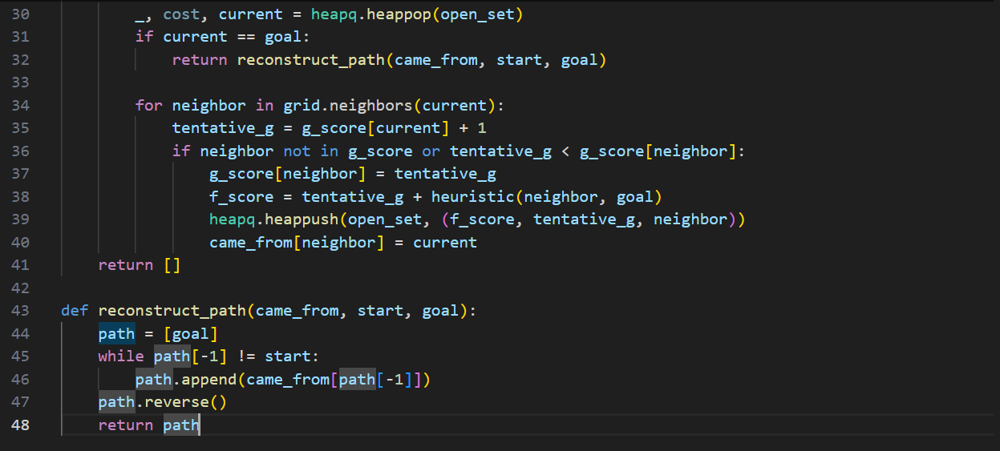 30 _, cost, current = heapq.heappop(open_set)
31 if current == goal:
32 return reconstruct_path(came_from, start, goal)
33
34 for neighbor in grid.neighbors(current):
35 tentative_g = g_score[current] + 1
36 if neighbor not in g_score or tentative_g < g_score[neighbor]:
37 g_score[neighbor] = tentative_g
38 f_score = tentative_g + heuristic(neighbor, goal)
39 heapq.heappush(open_set, (f_score, tentative_g, neighbor))
40 came_from[neighbor] = current
41 return []
42
43 def reconstruct_path(came_from, start, goal):
44 path = [goal]
45 while path[-1] != start:
46 path.append(came_from[path[-1]])
47 path.reverse()
48 return path